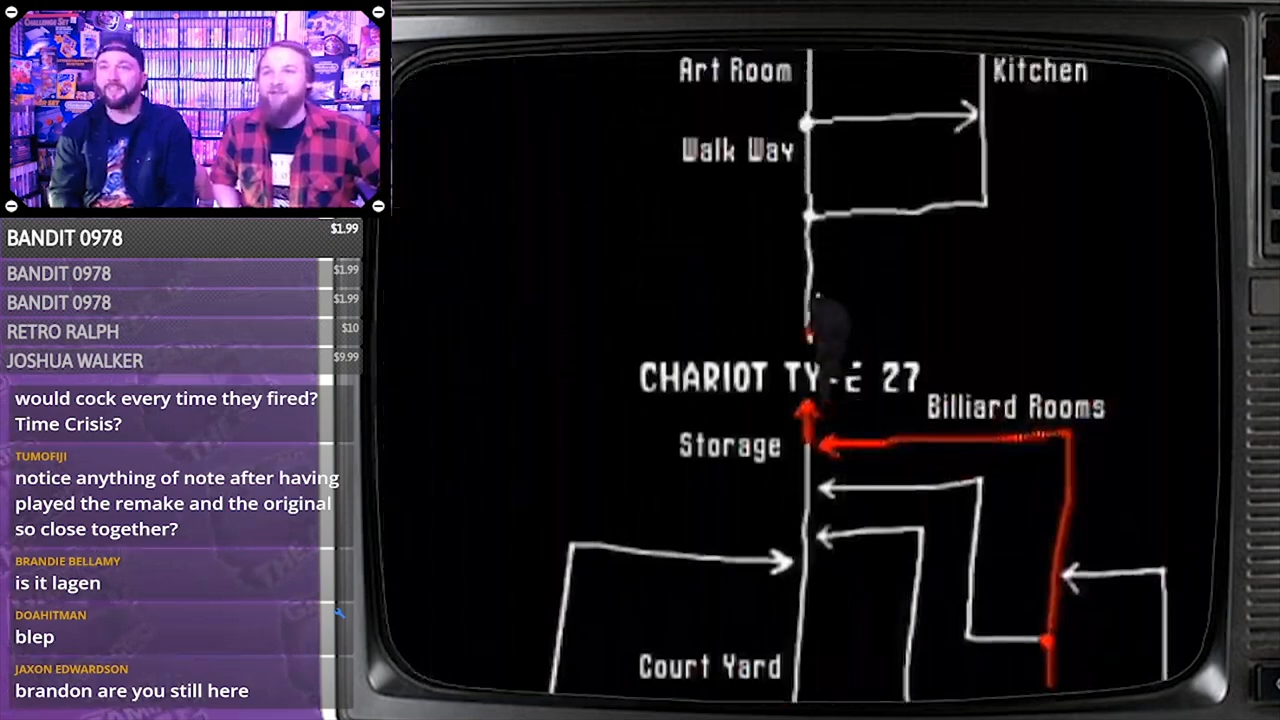 BANDIT 0978 $1.99
BANDIT 0978 $1.99
BANDIT 0978 $1.99
RETRO RALPH $10
JOSHUA WALKER $9.99
would cock every time they fired?
Time Crisis?
TUMOFIJI
notice anything of note after having
played the remake and the original
so close together?
BRANDIE BELLAMY
is it lagen
DOAHITMAN
blep
JAXON EDWARDSON
brandon are you still here
Art Room
Kitchen
Walk Way
CHARIOT 27
Billiard Rooms
Storage
Court Yard